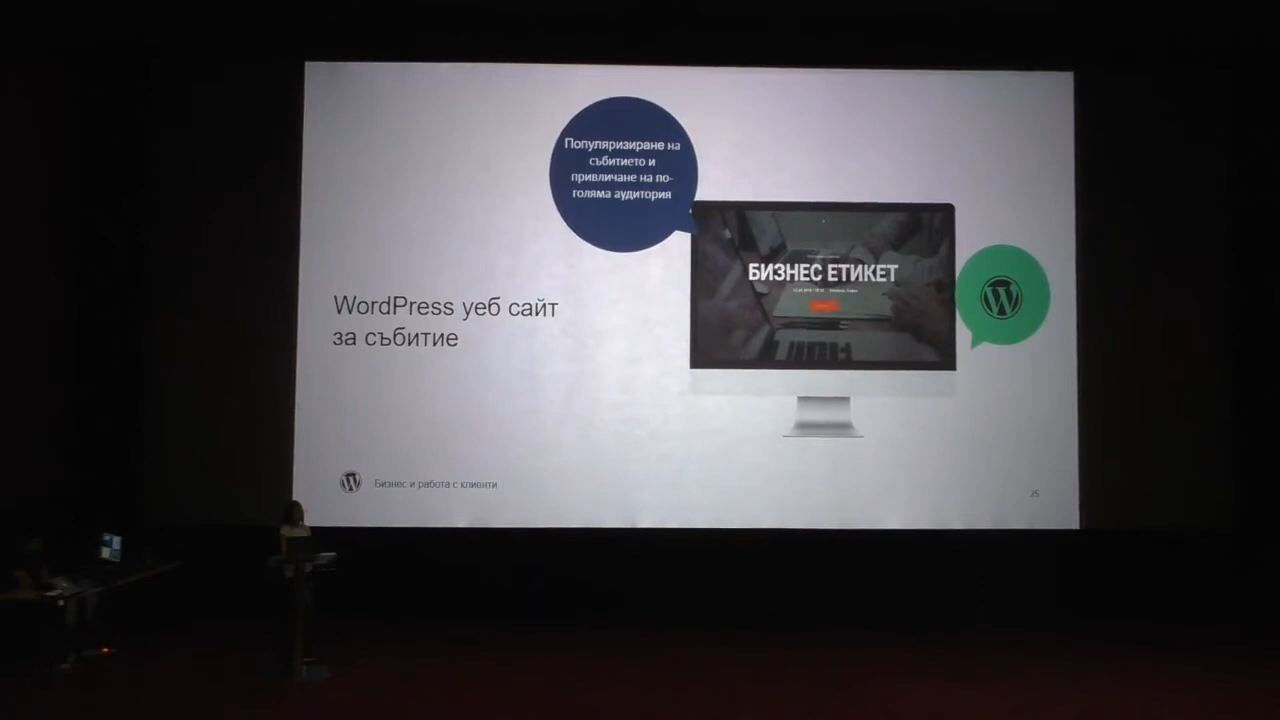 Популяризиране на
събитието и
привличане на по-
голяма аудитория
БИЗНЕС ЕТИКЕТ
WordPress уеб сайт
за събитие
Бизнес и работа с клиенти
25